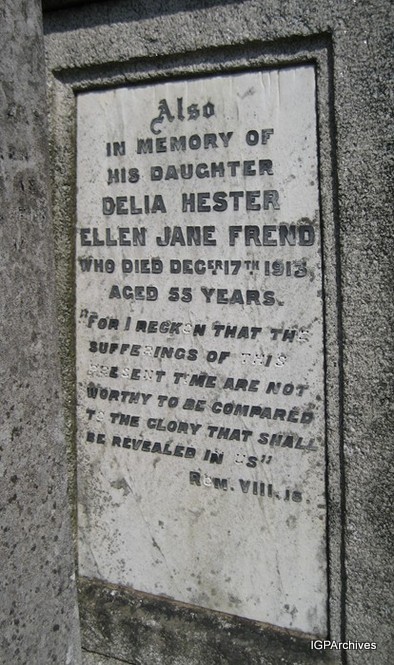 Also
IN MEMORY OF
HIS DAUGHTER
DELIA HESTER
ELLEN JANE FREND
WHO DIED DECER 17TH 1913,
AGED 55 YEARS.
"FOR I RECKON THAT THE
SUFFERINGS OF THIS
PRESENT TIME ARE NOT
WORTHY TO BE COMPARED
TO THE GLORY THAT SHALL
BE REVEALED IN US"
ROM. VIII. 18.
IGPArchives